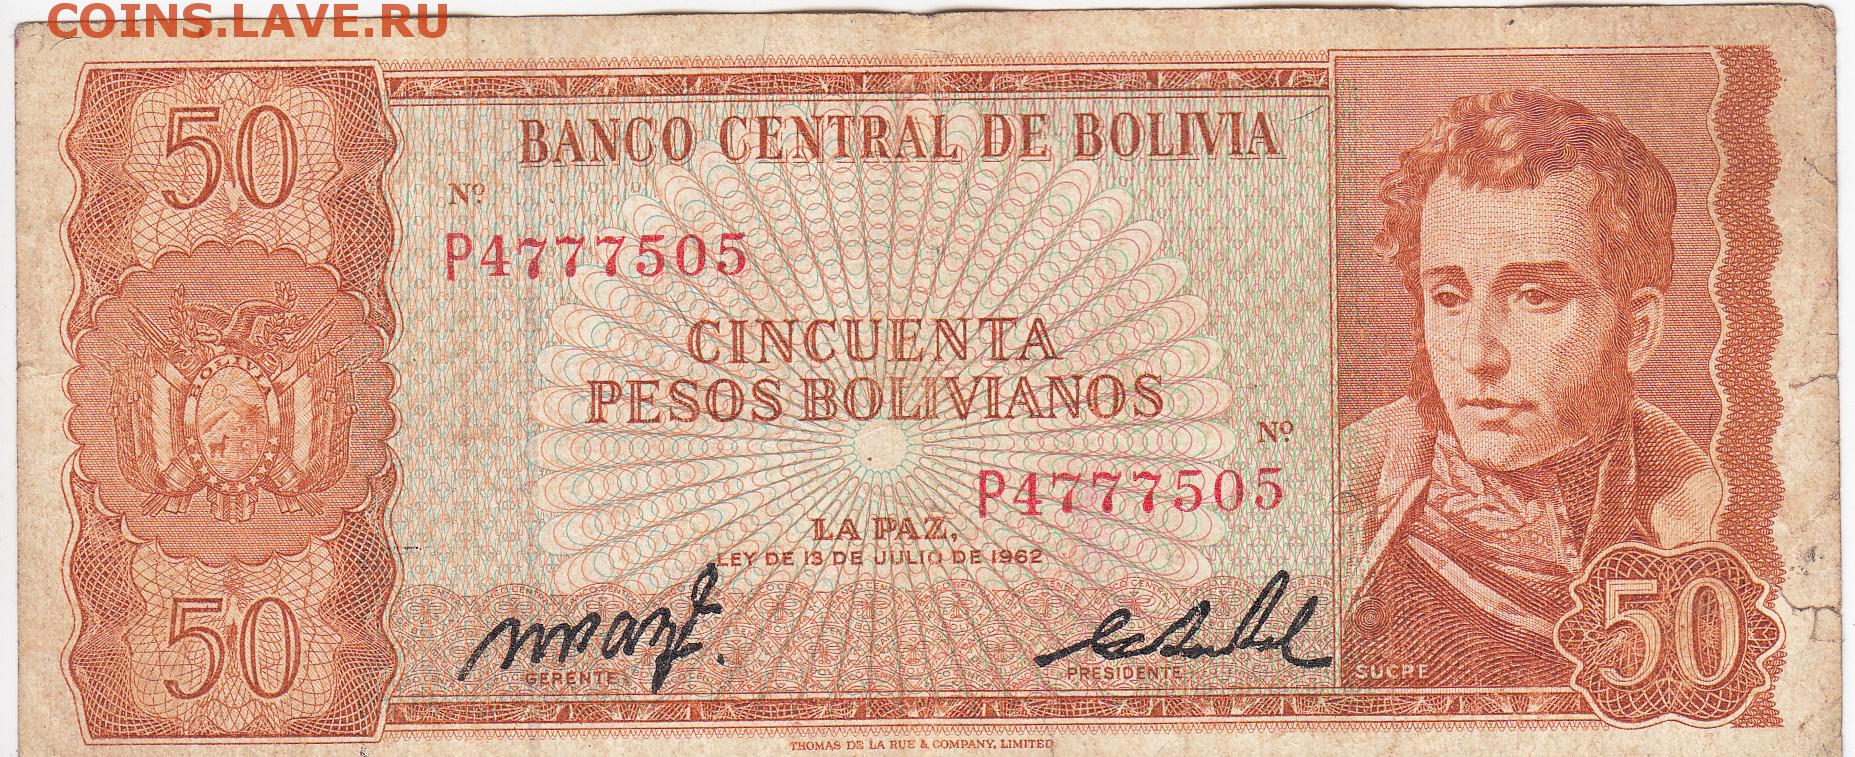 COINS.LAVE.RU
50
BANCO CENTRAL DE BOLIVIA
Nº
P4777505
BOLIVIA
CINCUENTA
PESOS BOLIVIANOS
Nº
P4777505
LA PAZ,
LEY DE 13 DE JULIO DE 1962
50
GERENTE
PRESIDENTE
SUCRE
50
THOMAS DE LA RUE & COMPANY, LIMITED